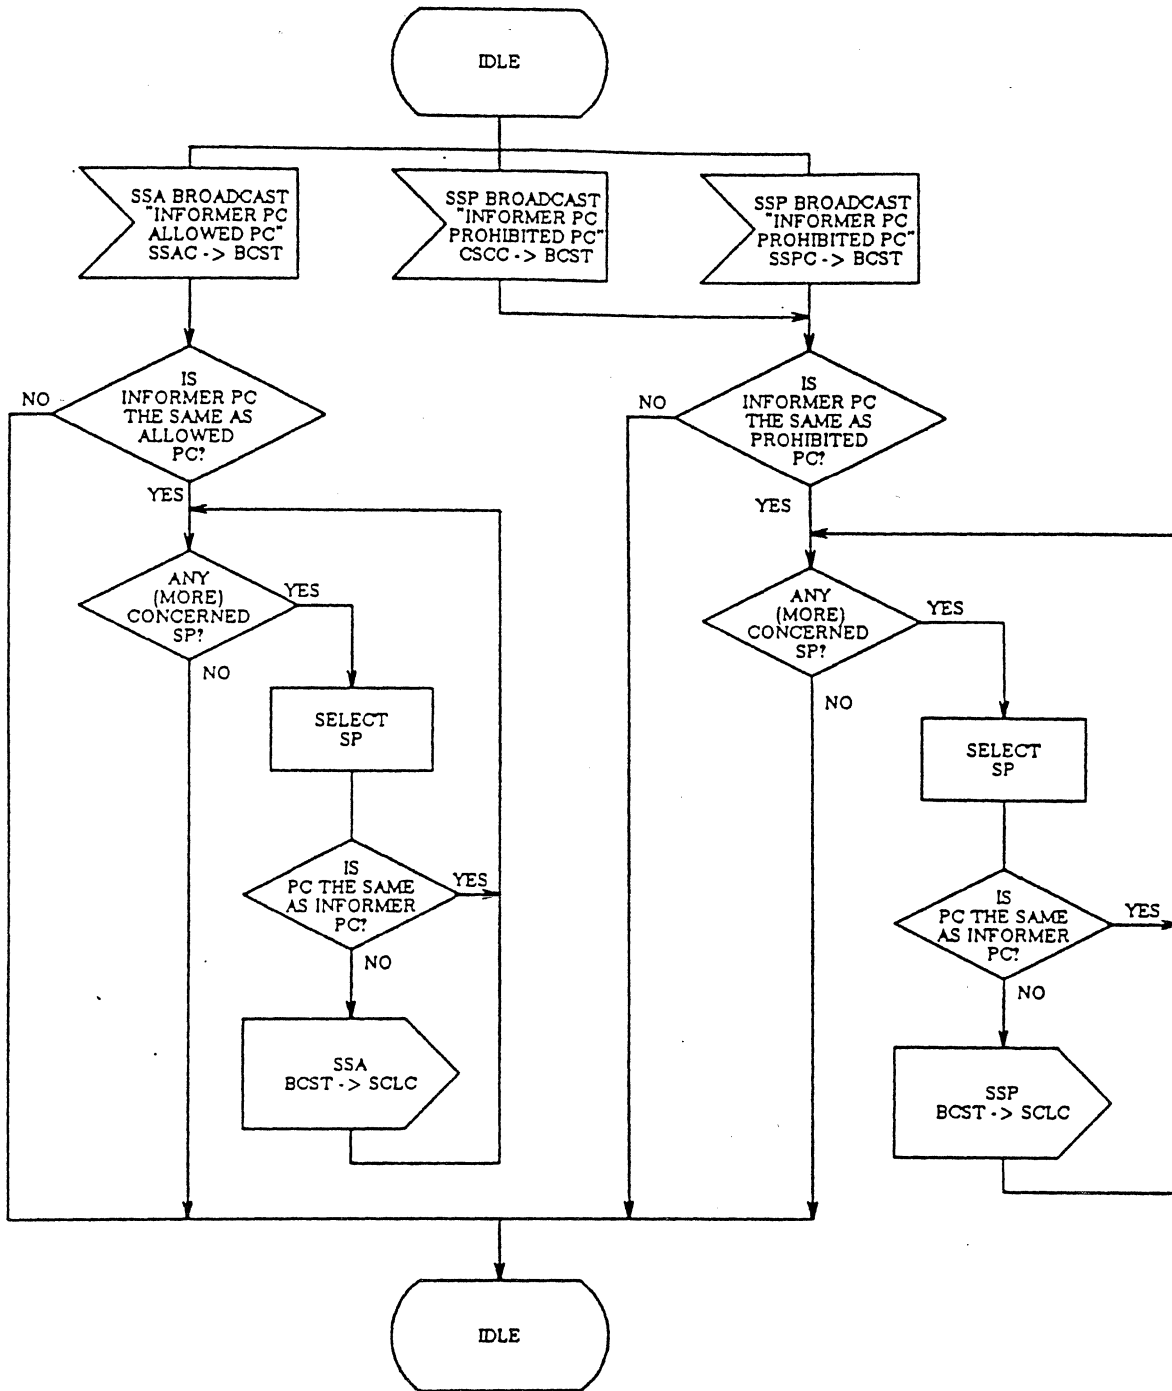 IDLE
SSA BROADCAST
"INFORMER PC
ALLOWED PC"
SSAC -> BCST
SSP BROADCAST
"INFORMER PC
PROHIBITED PC"
CSCC -> BCST
SSP BROADCAST
"INFORMER PC
PROHIBITED PC"
SSPC -> BCST
IS
INFORMER PC
THE SAME AS
ALLOWED
PC?
NO
YES
IS
INFORMER PC
THE SAME AS
PROHIBITED
PC?
NO
YES
ANY
(MORE)
CONCERNED
SP?
YES
NO
ANY
(MORE)
CONCERNED
SP?
YES
NO
SELECT
SP
SELECT
SP
IS
PC THE SAME
AS INFORMER
PC?
YES
NO
IS
PC THE SAME
AS INFORMER
PC?
YES
NO
SSA
BCST -> SCLC
SSP
BCST -> SCLC
IDLE